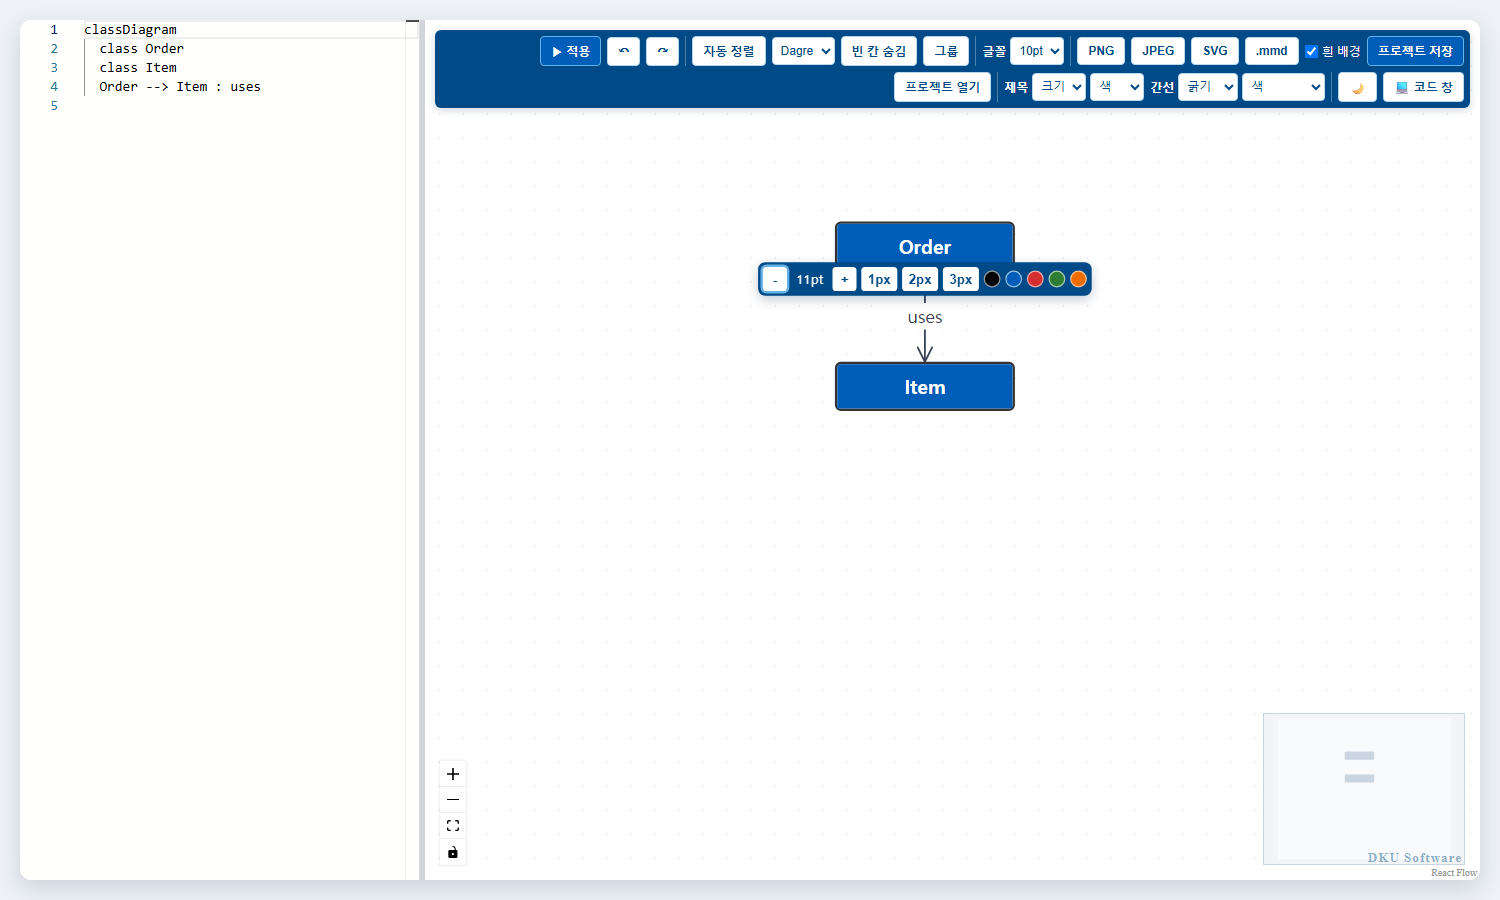 1 classDiagram
2 class Order
3 class Item
4 Order --> Item : uses
5
▶ 적용 ↶ ↷ 자동 정렬 Dagre 빈 칸 숨김 그룹 글꼴 10pt PNG JPEG SVG .mmd 흰 배경 프로젝트 저장
프로젝트 열기 제목 크기 색 간선 굵기 색 🌙 💻 코드 창
Order
- 11pt + 1px 2px 3px
uses
Item
DKU Software
React Flow